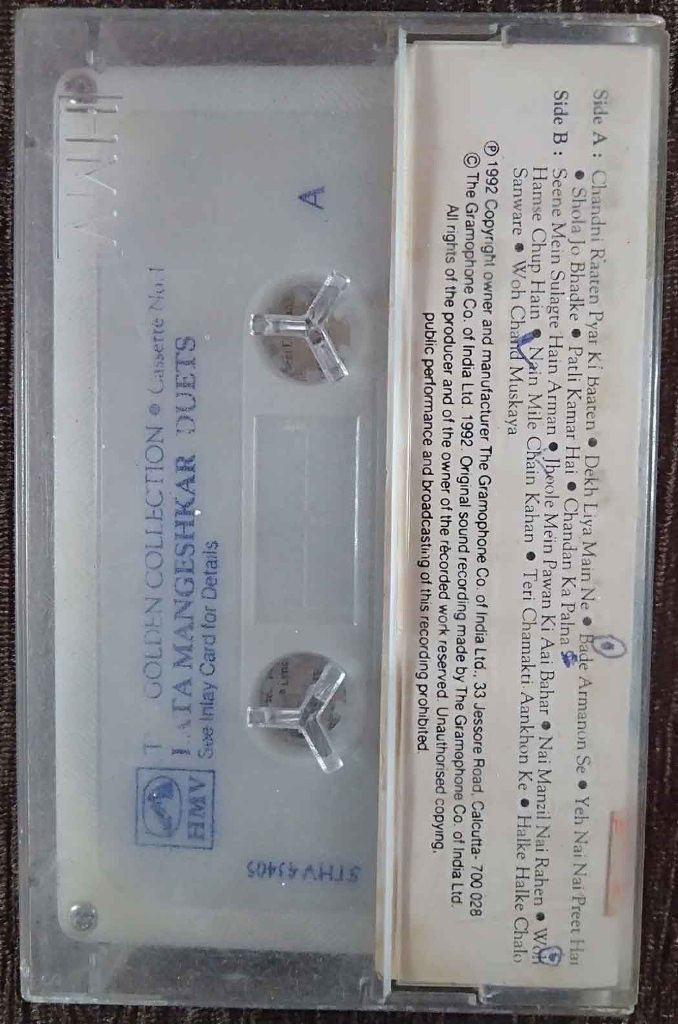 Side A : Chandni Raaten Pyar Ki Baaten • Dekh Liya Main Ne • Bade Armanon Se • Yeh Nai Nai Preet Hai
• Shola Jo Bhadke • Patli Kamar Hai • Chandan Ka Palna
Side B : Seene Mein Sulagte Hain Arman • Jhoole Mein Pawan Ki Aai Bahar • Nai Manzil Nai Rahen • Woh
Hamse Chup Hain • Nain Mile Chain Kahan • Teri Chamakti Aankhon Ke • Halke Halke Chalo
Sanware • Woh Chand Muskaya
℗ 1992 Copyright owner and manufacturer The Gramophone Co. of India Ltd., 33 Jessore Road, Calcutta- 700 028
© The Gramophone Co. of India Ltd. 1992. Original sound recording made by The Gramophone Co. of India Ltd.
All rights of the producer and of the owner of the recorded work reserved. Unauthorised copying,
public performance and broadcasting of this recording prohibited.
A
STHV 43405
See Inlay Card for Details
LATA MANGESHKAR DUETS
GOLDEN COLLECTION • Cassette No. 1
HMV
HMV